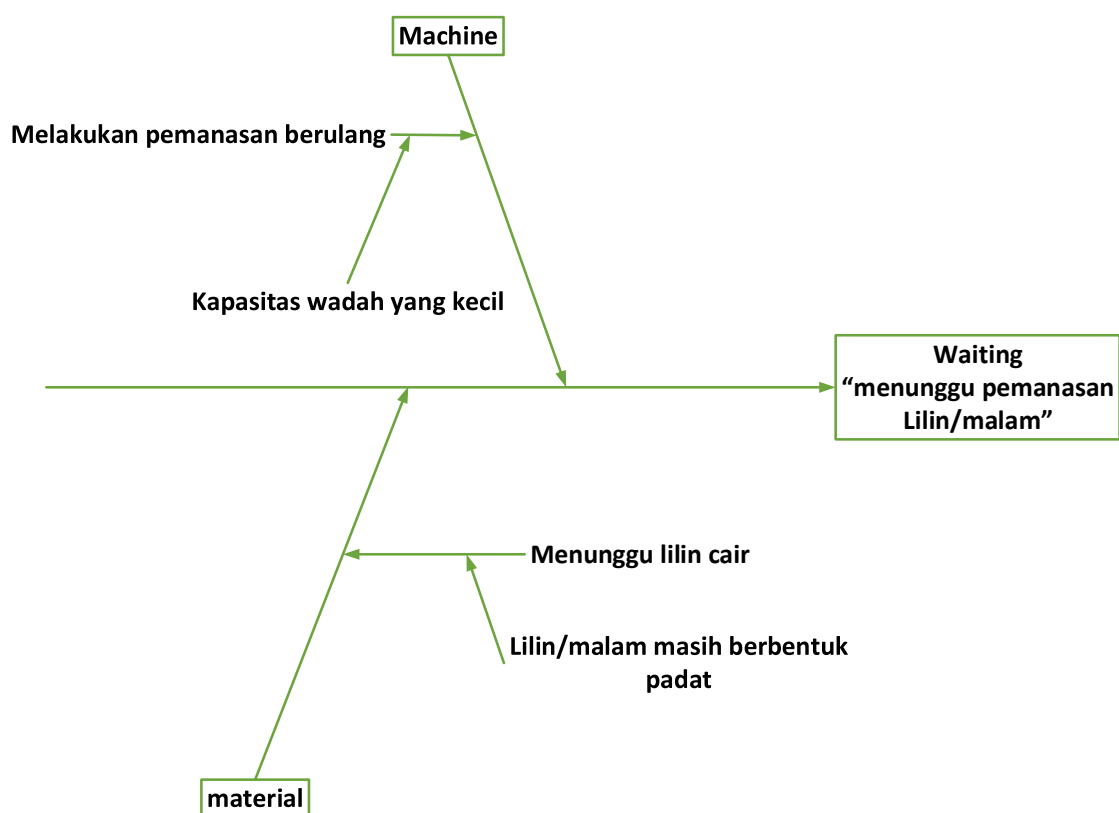 Machine
Melakukan pemanasan berulang
Kapasitas wadah yang kecil
Waiting
“menunggu pemanasan
Lilin/malam”
Menunggu lilin cair
Lilin/malam masih berbentuk
padat
material